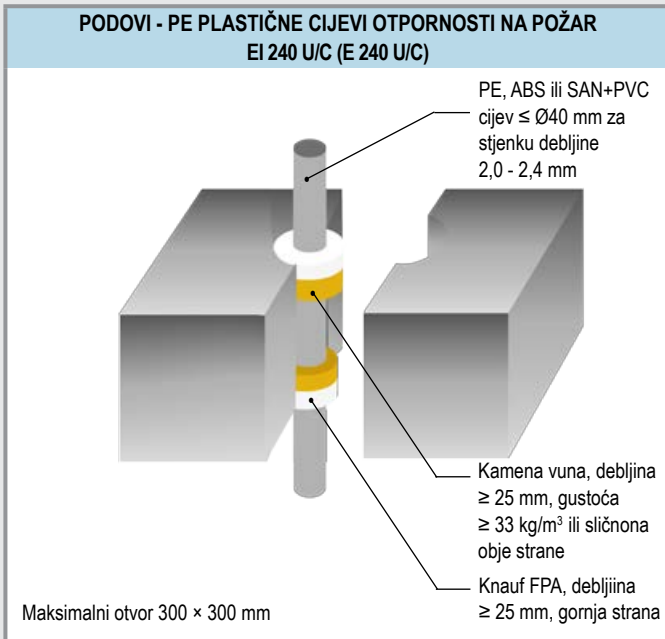 PODOVI - PE PLASTIČNE CIJEVI OTPORNOSTI NA POŽAR
EI 240 U/C (E 240 U/C)
PE, ABS ili SAN+PVC
cijev ≤ Ø40 mm za
stjenku debljine
2,0 - 2,4 mm
Kamena vuna, debljina
≥ 25 mm, gustoća
≥ 33 kg/m³ ili sličnona
obje strane
Knauf FPA, debljiina
≥ 25 mm, gornja strana
Maksimalni otvor 300 × 300 mm